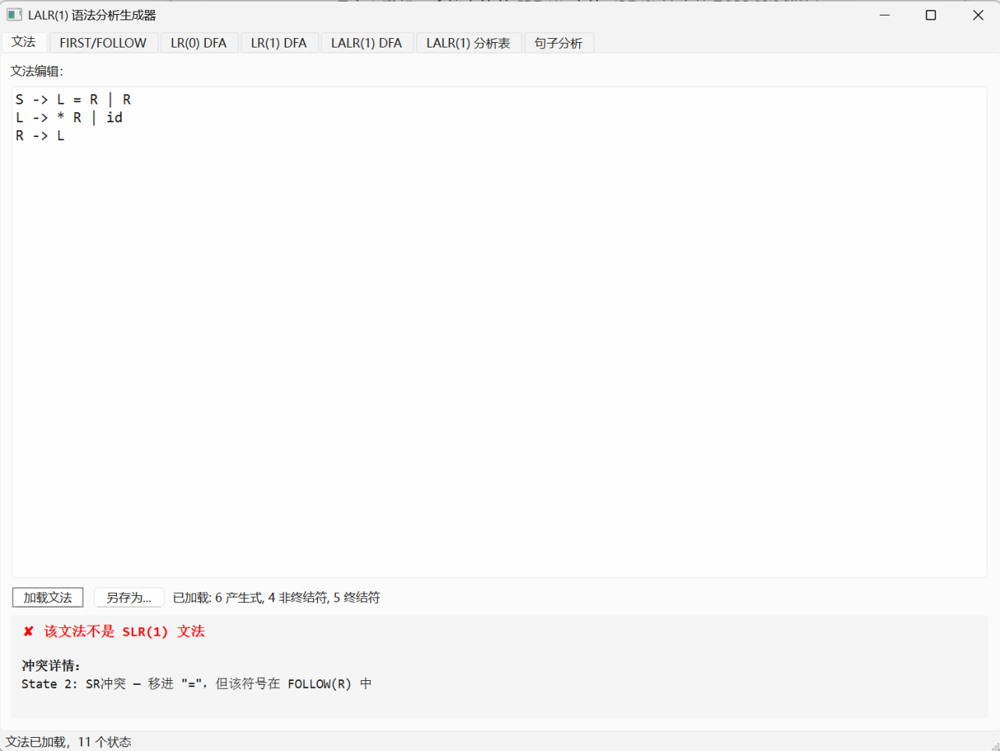 LALR(1) 语法分析生成器
文法 FIRST/FOLLOW LR(0) DFA LR(1) DFA LALR(1) DFA LALR(1) 分析表 句子分析
文法编辑:
S -> L = R | R
L -> * R | id
R -> L
加载文法 另存为... 已加载: 6 产生式, 4 非终结符, 5 终结符
✘ 该文法不是 SLR(1) 文法
冲突详情:
State 2: SR冲突 — 移进 "=", 但该符号在 FOLLOW(R) 中
文法已加载, 11 个状态